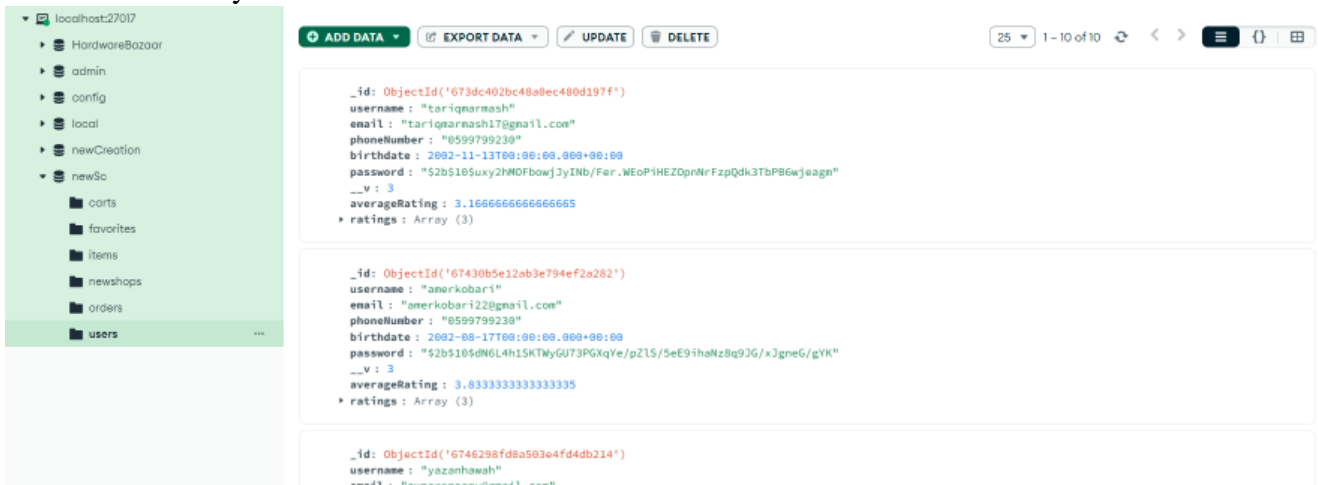 localhost:27017
HardwareBazaar
admin
config
local
newCreation
newSc
carts
favorites
items
newshops
orders
users
ADD DATA EXPORT DATA UPDATE DELETE 25 1 – 10 of 10 {}
_id: ObjectId('673dc402bc48a0ec480d197f')
username : "tariqmarmash"
email : "tariqmarmash17@gmail.com"
phoneNumber : "0599799230"
birthdate : 2002-11-13T00:00:00.000+00:00
password : "$2b$10$uxy2hMOFbowjJyINb/Fer.WEoPiHEZOpnNrFzpQdk3TbPB6wjeagm"
__v : 3
averageRating : 3.1666666666666665
ratings : Array (3)
_id: ObjectId('67430b5e12ab3e794ef2a282')
username : "amerkobari"
email : "amerkobari22@gmail.com"
phoneNumber : "0599799230"
birthdate : 2002-08-17T00:00:00.000+00:00
password : "$2b$10$dN6L4h1SKTWyGU73PGXqYe/pZlS/5eE9ihaNz8q9JG/xJgneG/gYK"
__v : 3
averageRating : 3.8333333333333335
ratings : Array (3)
_id: ObjectId('6746298fd8a503e4fd4db214')
username : "yazanhawah"